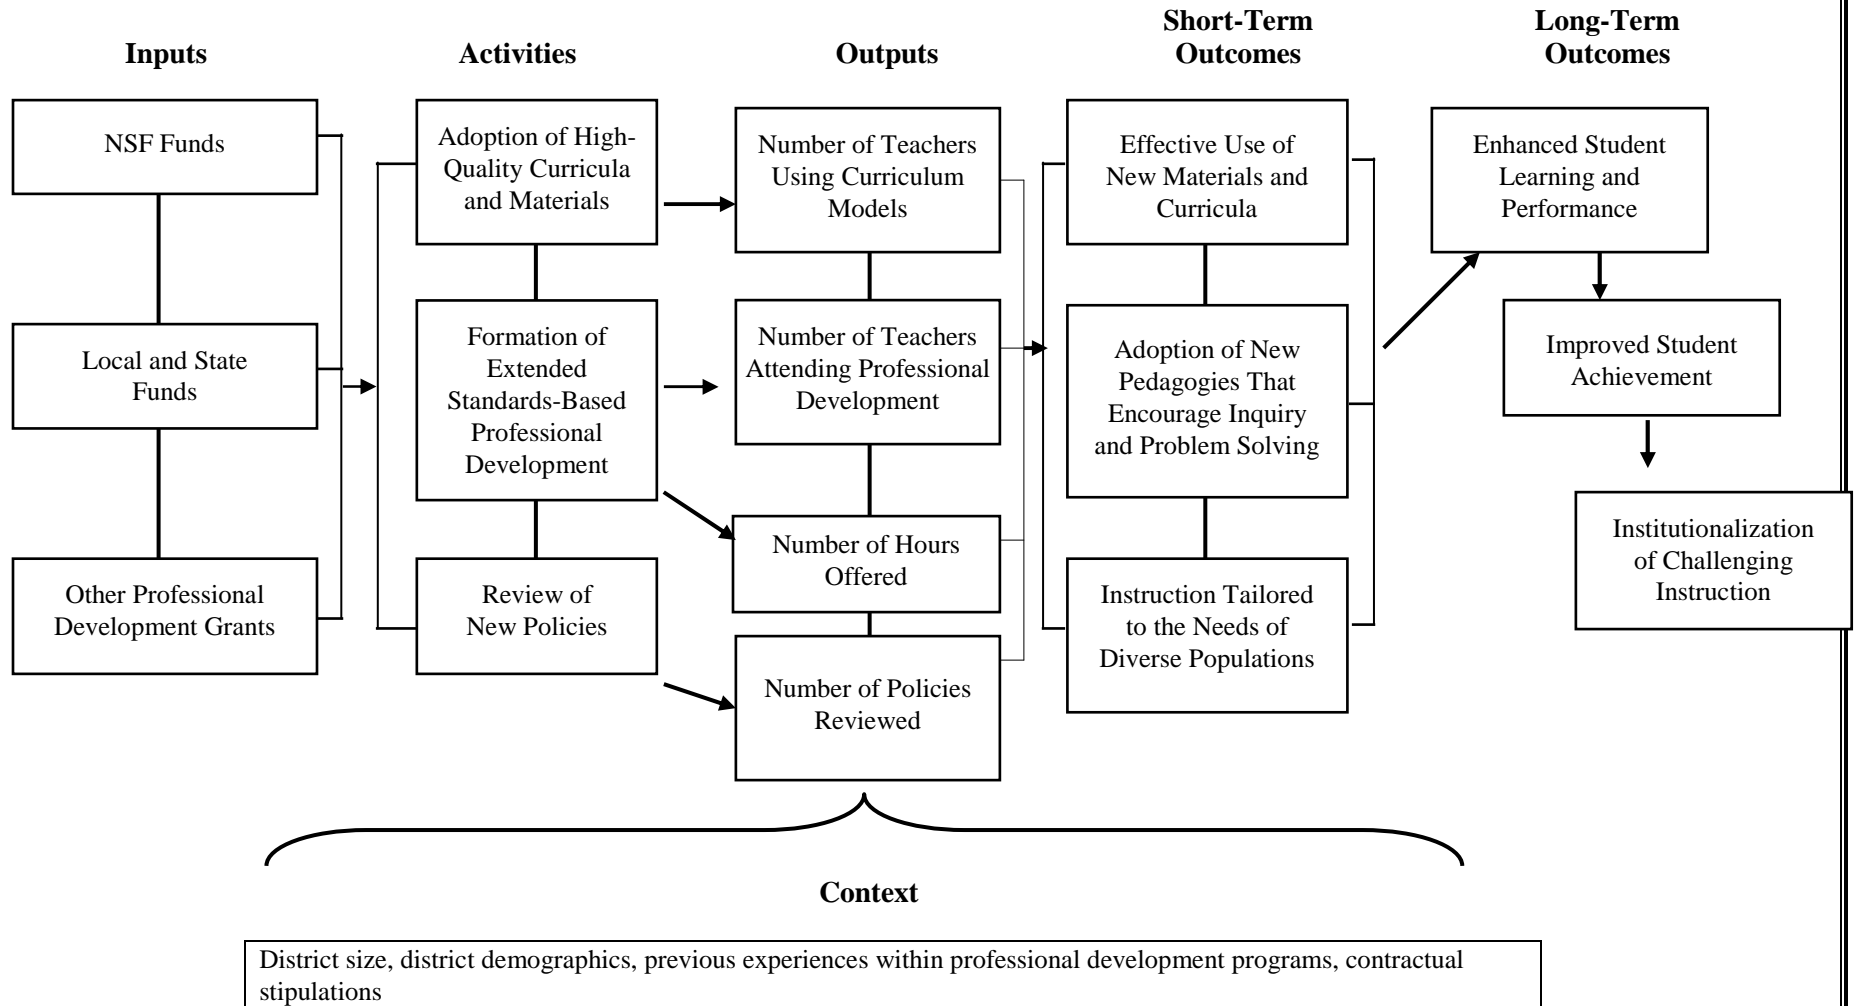 Inputs
Activities
Outputs
Short-Term
Outcomes
Long-Term
Outcomes
NSF Funds
Local and State
Funds
Other Professional
Development Grants
Adoption of High-
Quality Curricula
and Materials
Formation of
Extended
Standards-Based
Professional
Development
Review of
New Policies
Number of Teachers
Using Curriculum
Models
Number of Teachers
Attending Professional
Development
Number of Hours
Offered
Number of Policies
Reviewed
Effective Use of
New Materials and
Curricula
Adoption of New
Pedagogies That
Encourage Inquiry
and Problem Solving
Instruction Tailored
to the Needs of
Diverse Populations
Enhanced Student
Learning and
Performance
Improved Student
Achievement
Institutionalization
of Challenging
Instruction
Context
District size, district demographics, previous experiences within professional development programs, contractual
stipulations